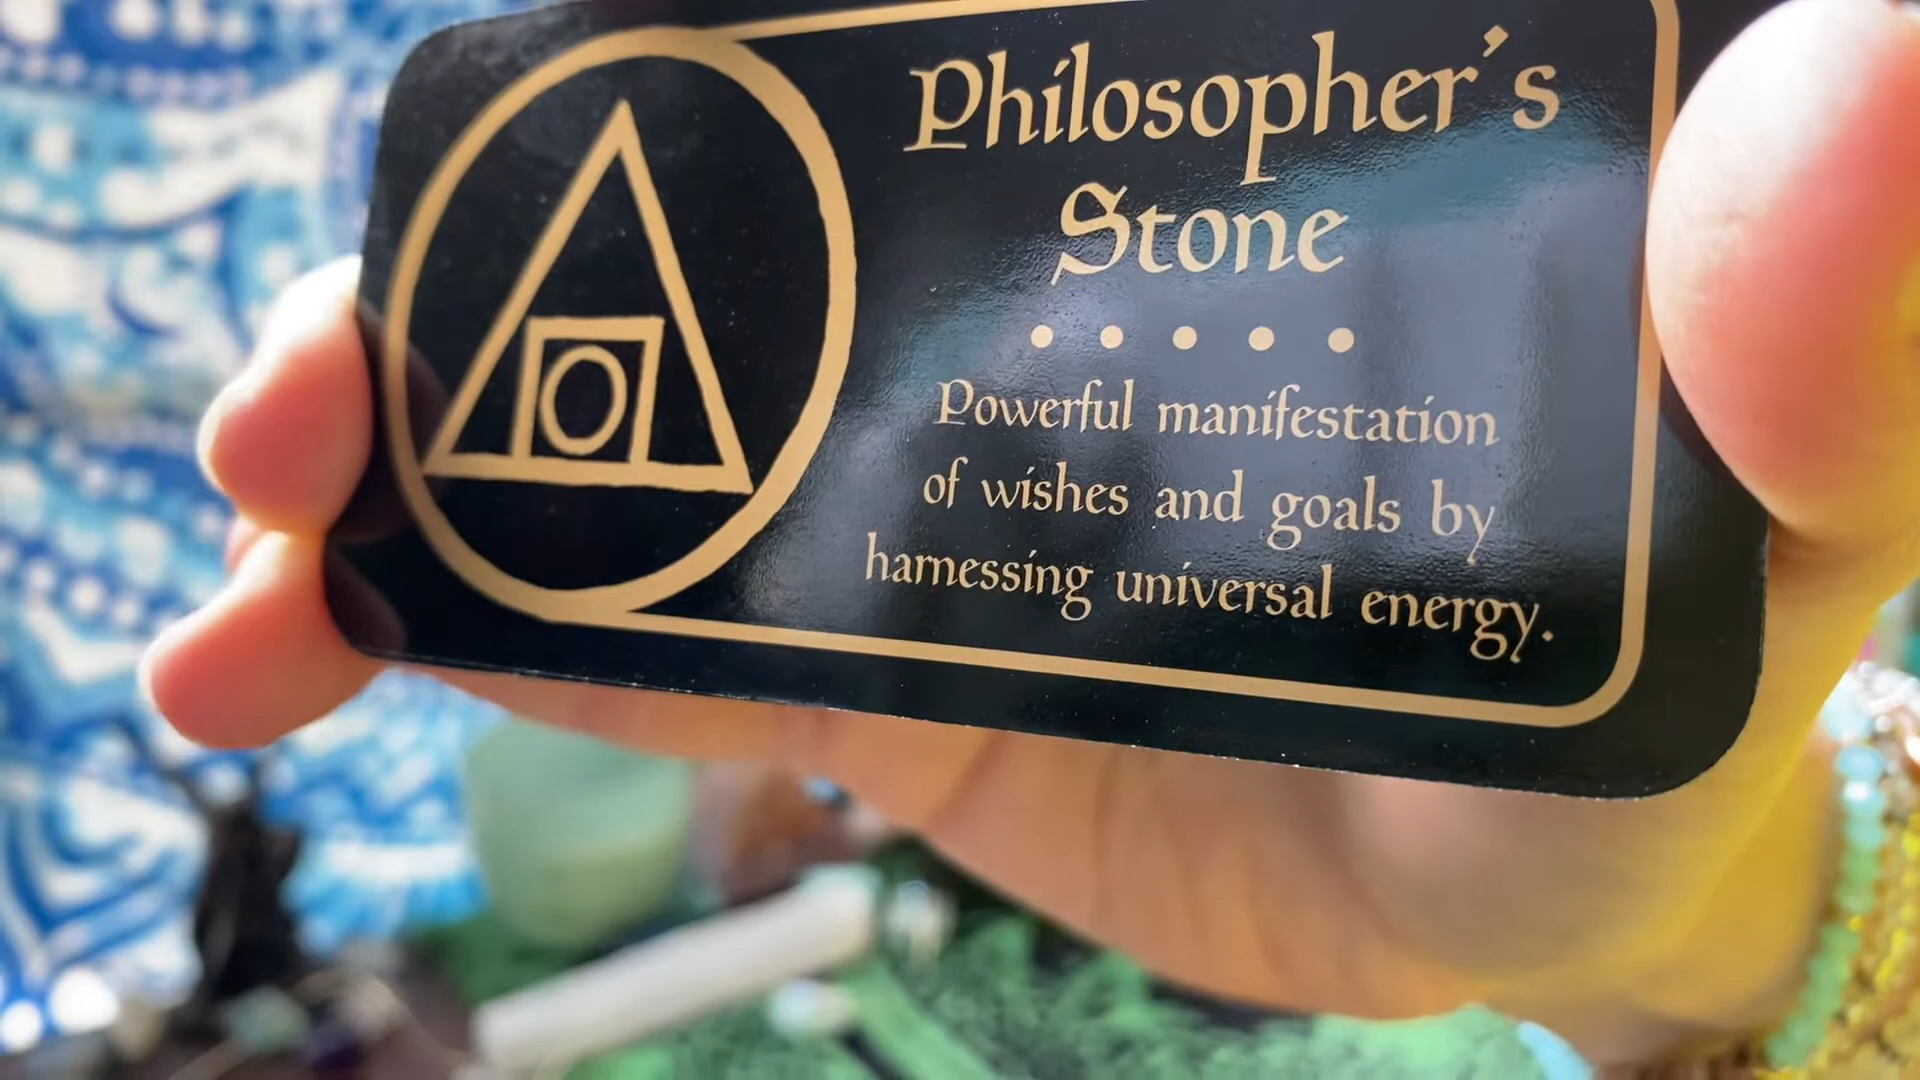 Philosopher's
Stone
Powerful manifestation
of wishes and goals by
harnessing universal energy.